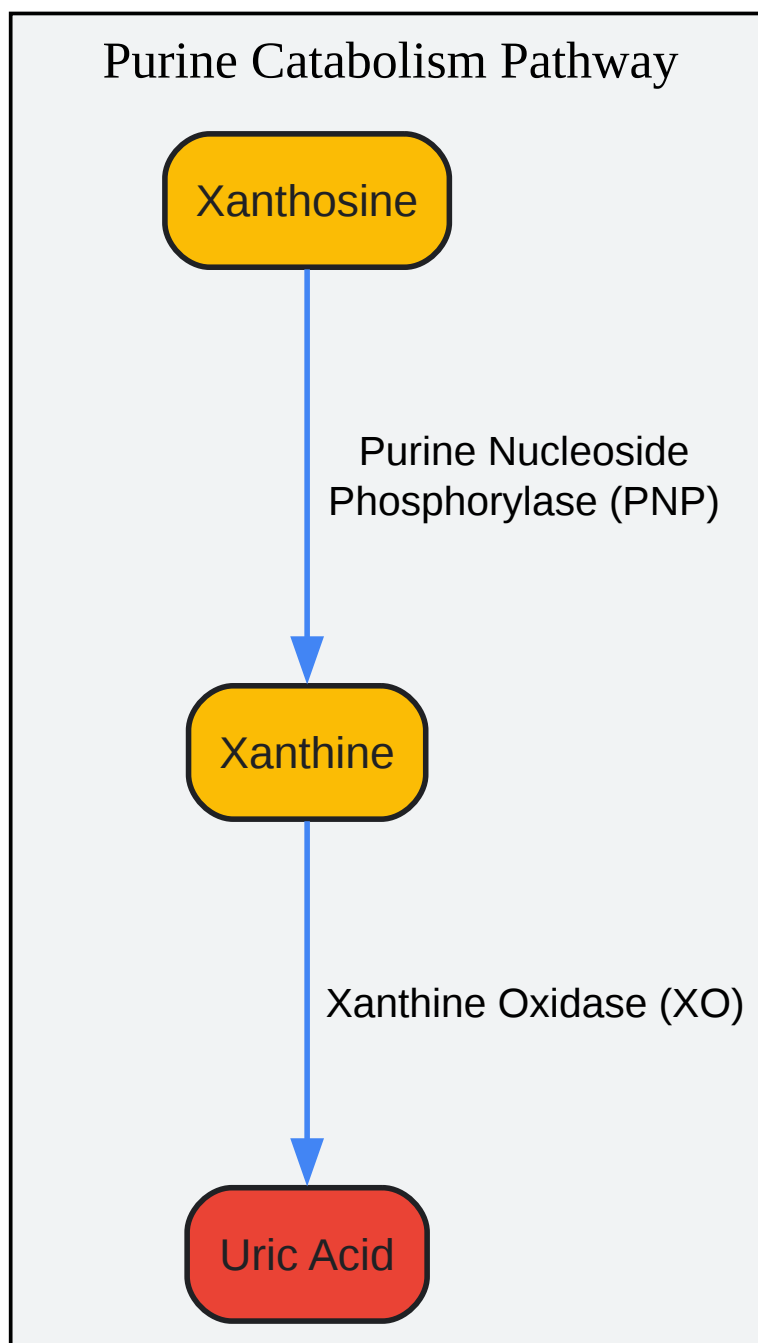 Purine Catabolism Pathway
Xanthosine
Purine Nucleoside
Phosphorylase (PNP)
Xanthine
Xanthine Oxidase (XO)
Uric Acid